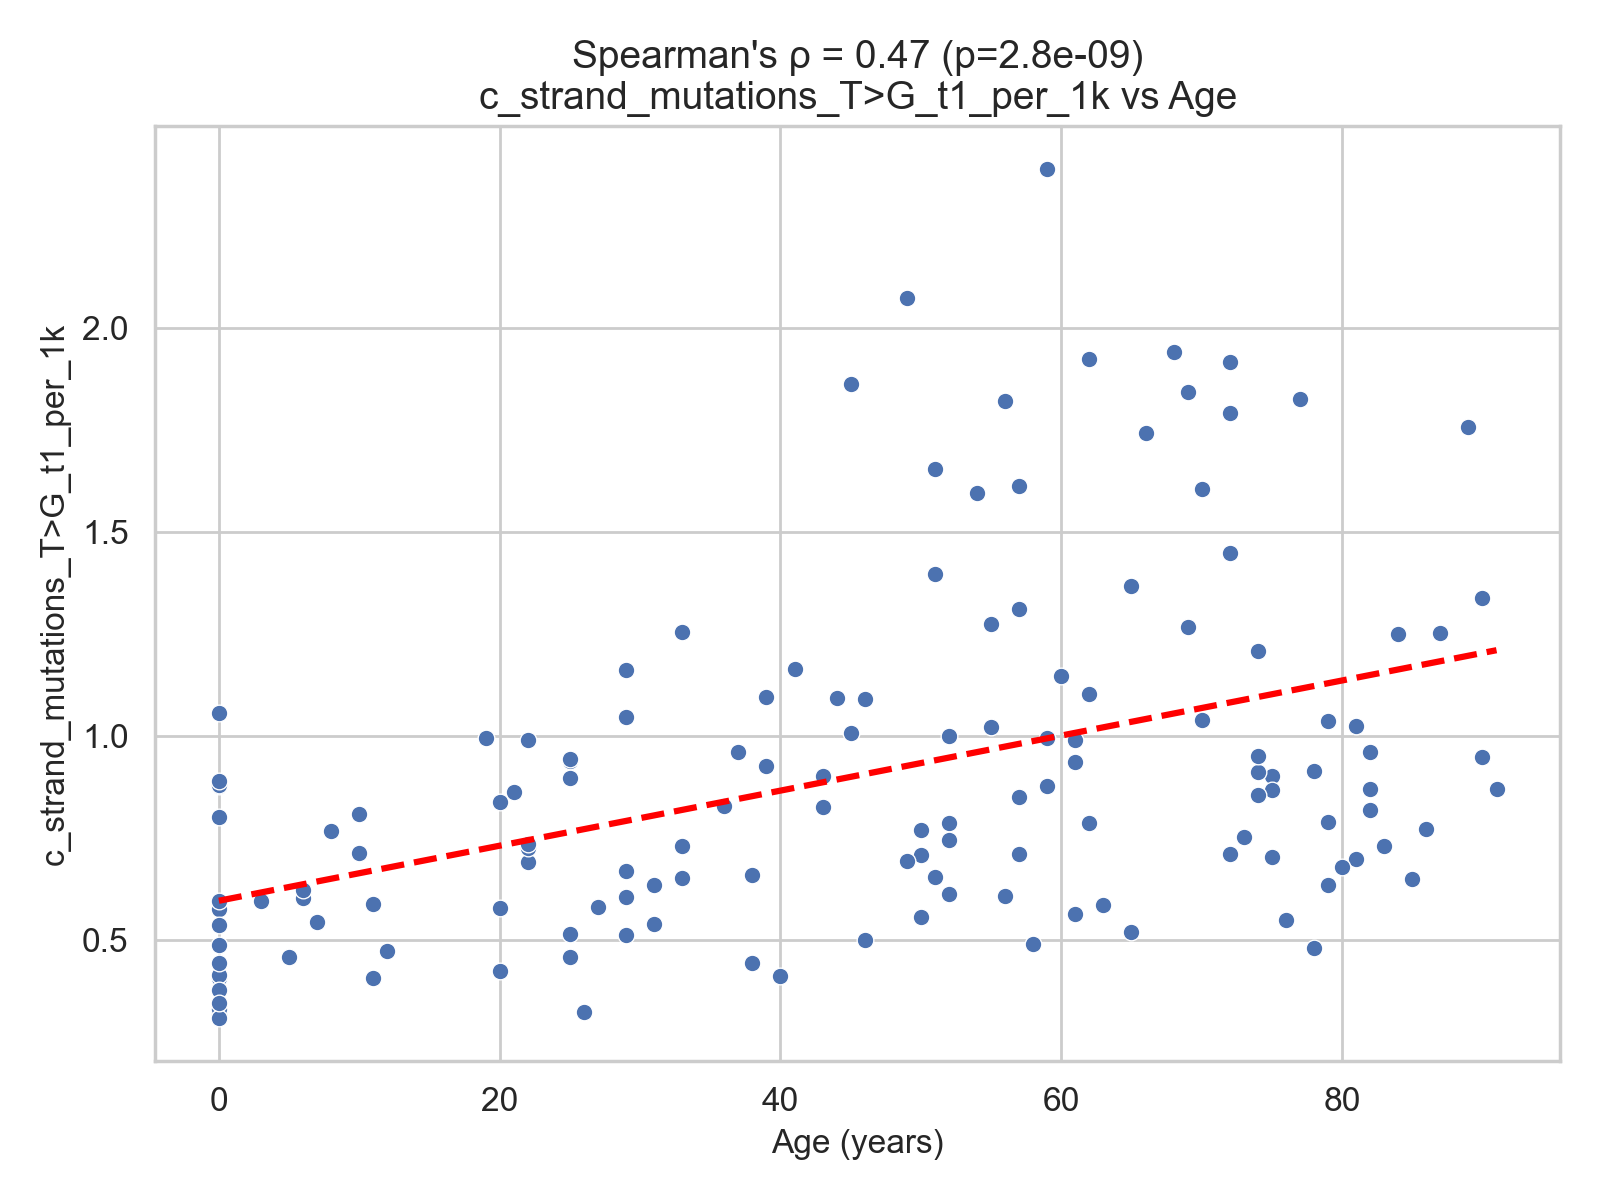 Spearman's ρ = 0.47 (p=2.8e-09)
c_strand_mutations_T>G_t1_per_1k vs Age
c_strand_mutations_T>G_t1_per_1k
2.0
1.5
1.0
0.5
0 20 40 60 80
Age (years)